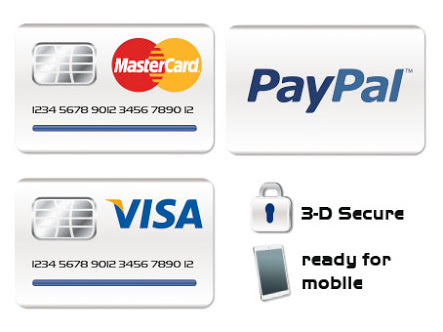 MasterCard
1234 5678 9012 3456 7890 12
PayPal™
VISA
1234 5678 9012 3456 7890 12
3-D Secure
ready for
mobile